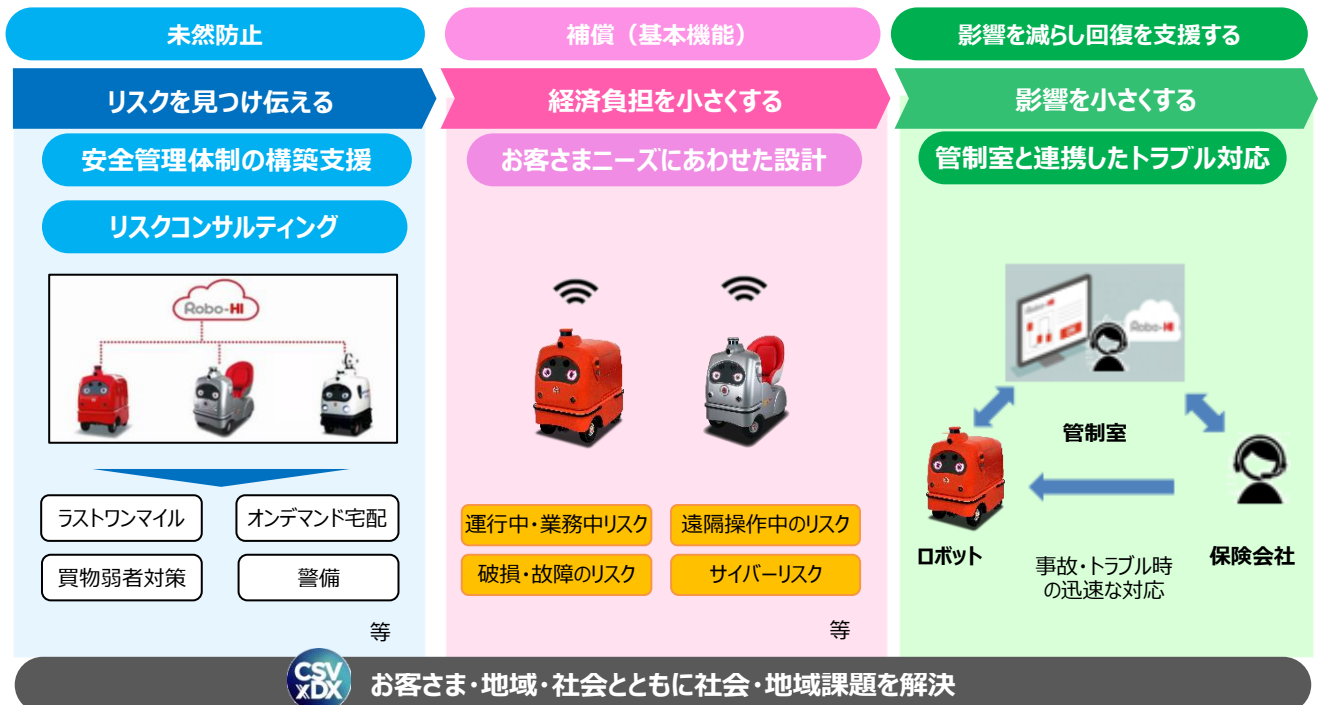 未然防止
リスクを見つけ伝える
安全管理体制の構築支援
リスクコンサルティング
Robo-HI
ラストワンマイル
オンデマンド宅配
買物弱者対策
警備
等
補償（基本機能）
経済負担を小さくする
お客さまニーズにあわせた設計
運行中・業務中リスク
遠隔操作中のリスク
破損・故障のリスク
サイバーリスク
等
影響を減らし回復を支援する
影響を小さくする
管制室と連携したトラブル対応
Robo-HI
Robo-HI
管制室
ロボット
保険会社
事故・トラブル時
の迅速な対応
CSV
xDX
お客さま・地域・社会とともに社会・地域課題を解決